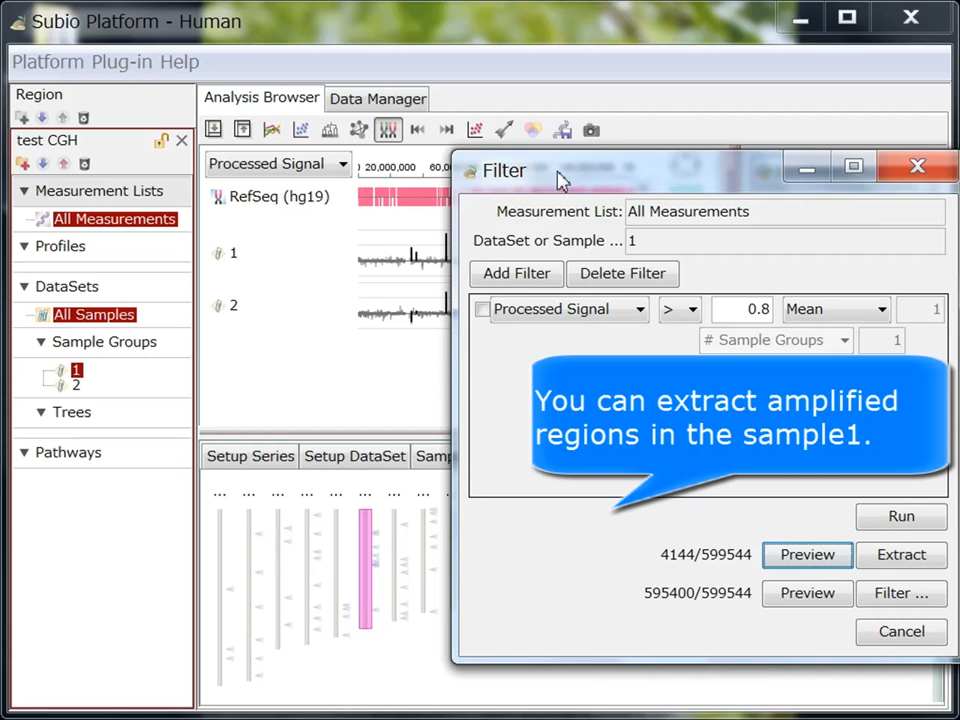 Subio Platform - Human
Platform Plug-in Help
Region
test CGH
Measurement Lists
All Measurements
Profiles
DataSets
All Samples
Sample Groups
1
2
Trees
Pathways
Analysis Browser
Data Manager
Processed Signal
20,000,000
RefSeq (hg19)
1
2
Setup Series
Setup DataSet
... ... ... ... ... ... ... ...
Filter
Measurement List: All Measurements
DataSet or Sample ... 1
Add Filter
Delete Filter
Processed Signal > 0.8 Mean 1
# Sample Groups 1
You can extract amplified
regions in the sample1.
Run
4144/599544 Preview Extract
595400/599544 Preview Filter ...
Cancel